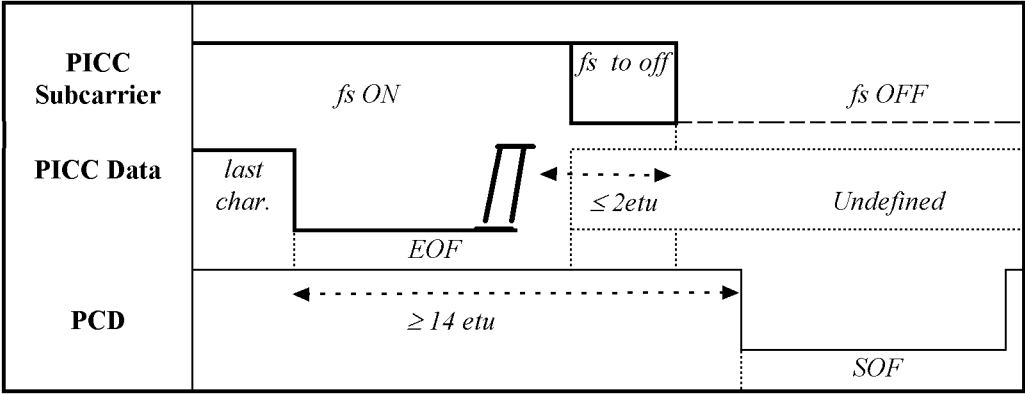 PICC
Subcarrier
fs ON
fs to off
fs OFF
PICC Data
last
char.
≤ 2etu
Undefined
EOF
PCD
≥ 14 etu
SOF